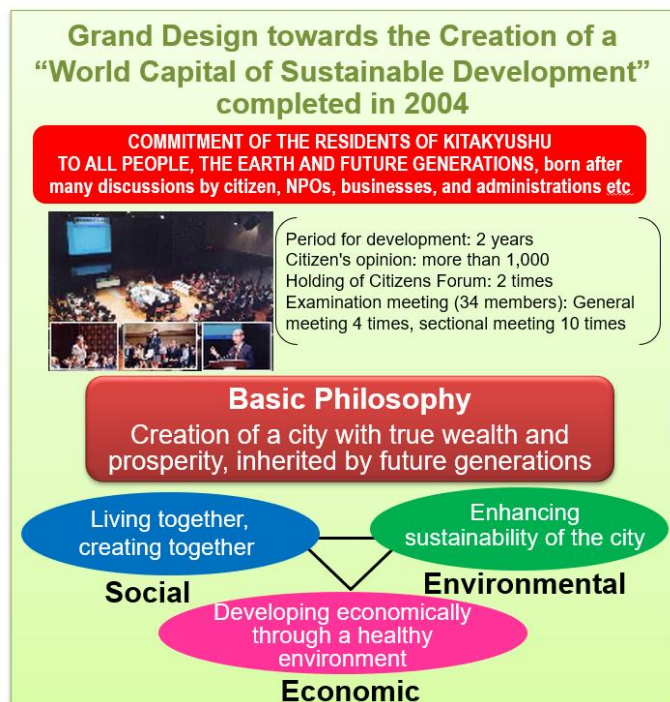 Grand Design towards the Creation of a
“World Capital of Sustainable Development”
completed in 2004
COMMITMENT OF THE RESIDENTS OF KITAKYUSHU
TO ALL PEOPLE, THE EARTH AND FUTURE GENERATIONS, born after
many discussions by citizen, NPOs, businesses, and administrations etc
Period for development: 2 years
Citizen's opinion: more than 1,000
Holding of Citizens Forum: 2 times
Examination meeting (34 members): General
meeting 4 times, sectional meeting 10 times
Basic Philosophy
Creation of a city with true wealth and
prosperity, inherited by future generations
Living together,
creating together
Social
Enhancing
sustainability of the city
Environmental
Developing economically
through a healthy
environment
Economic